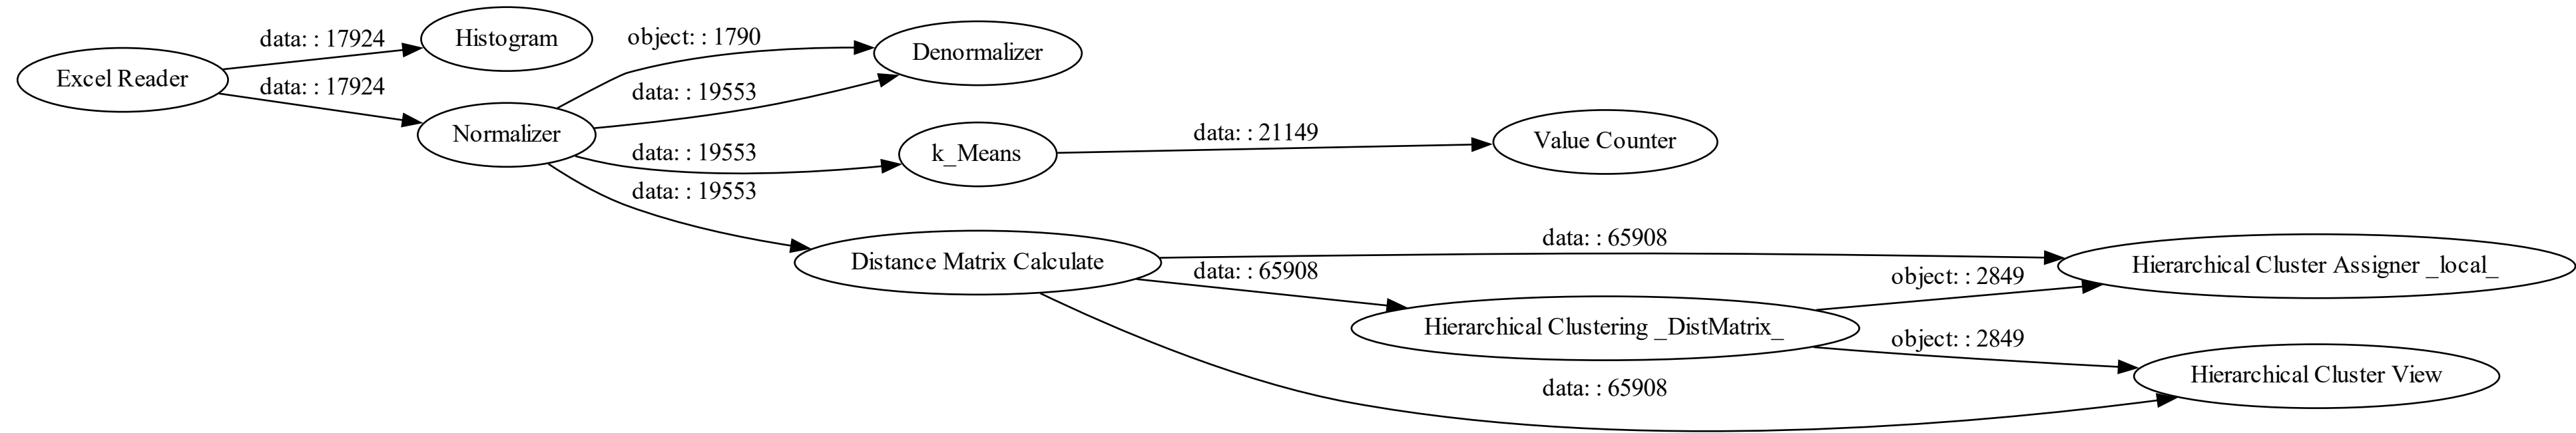 Excel Reader
data: : 17924
data: : 17924
Histogram
Normalizer
object: : 1790
data: : 19553
data: : 19553
data: : 19553
Denormalizer
k_Means
data: : 21149
Value Counter
Distance Matrix Calculate
data: : 65908
data: : 65908
data: : 65908
Hierarchical Clustering _DistMatrix_
object: : 2849
object: : 2849
Hierarchical Cluster Assigner _local_
Hierarchical Cluster View